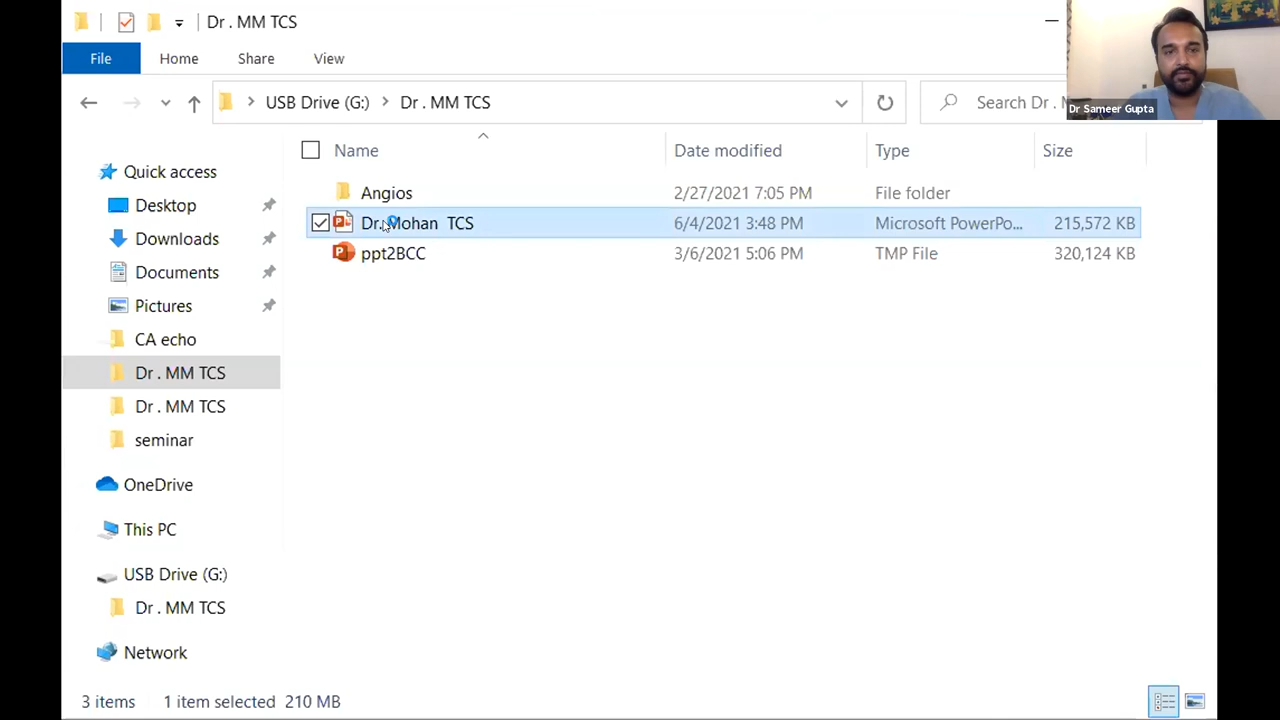 Dr . MM TCS
File Home Share View
USB Drive (G:) Dr . MM TCS
Search Dr .
Dr Sameer Gupta
Name Date modified Type Size
Angios 2/27/2021 7:05 PM File folder
Dr. Mohan TCS 6/4/2021 3:48 PM Microsoft PowerPo... 215,572 KB
ppt2BCC 3/6/2021 5:06 PM TMP File 320,124 KB
Quick access
Desktop
Downloads
Documents
Pictures
CA echo
Dr . MM TCS
Dr . MM TCS
seminar
OneDrive
This PC
USB Drive (G:)
Dr . MM TCS
Network
3 items 1 item selected 210 MB